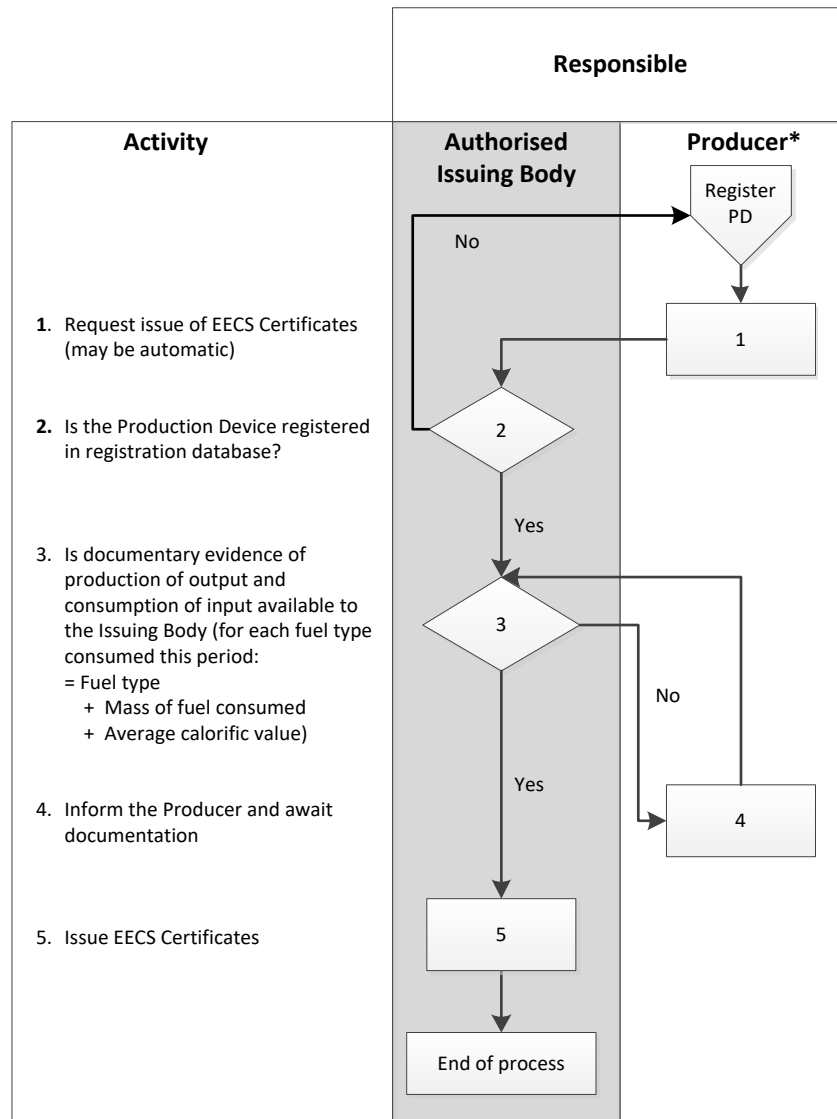 Responsible
Activity
Authorised
Issuing Body
Producer*
Register
PD
No
1. Request issue of EECS Certificates
(may be automatic)
1
2. Is the Production Device registered
in registration database?
2
Yes
3. Is documentary evidence of
production of output and
consumption of input available to
the Issuing Body (for each fuel type
consumed this period:
= Fuel type
+ Mass of fuel consumed
+ Average calorific value)
3
No
Yes
4. Inform the Producer and await
documentation
4
5. Issue EECS Certificates
5
End of process